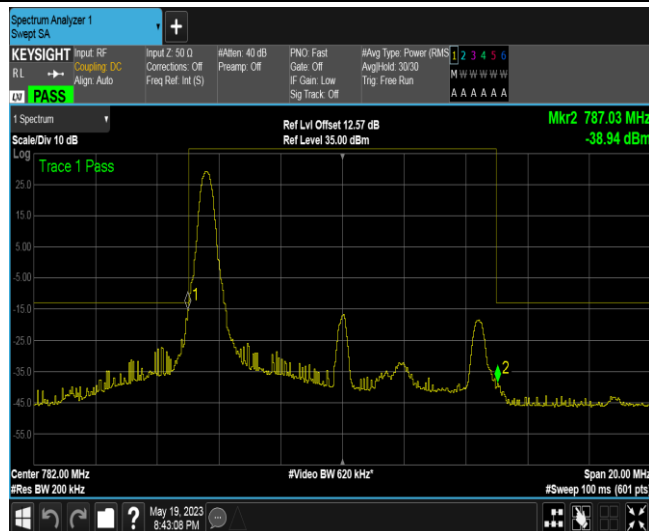 Spectrum Analyzer 1
Swept SA
KEYSIGHT
RL
LXI PASS
Input: RF
Coupling: DC
Align: Auto
Input Z: 50 Ω
Corrections: Off
Freq Ref: Int (S)
#Atten: 40 dB
Preamp: Off
PNO: Fast
Gate: Off
IF Gain: Low
Sig Track: Off
#Avg Type: Power (RMS
Avg|Hold: 30/30
Trig: Free Run
1 2 3 4 5 6
M W W W W W
A A A A A A
1 Spectrum
Scale/Div 10 dB
Ref Lvl Offset 12.57 dB
Ref Level 35.00 dBm
Mkr2 787.03 MHz
-38.94 dBm
Log
Trace 1 Pass
25.0
15.0
5.00
-5.00
-15.0
-25.0
-35.0
-45.0
-55.0
1
2
Center 782.00 MHz
#Res BW 200 kHz
#Video BW 620 kHz*
Span 20.00 MHz
#Sweep 100 ms (601 pts)
?
May 19, 2023
8:43:08 PM